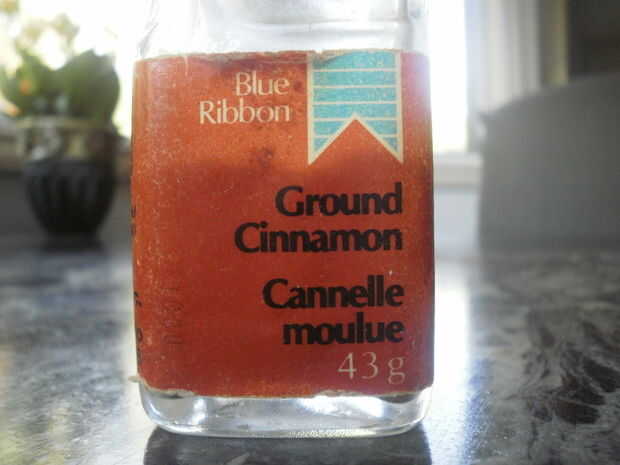 Blue
Ribbon
Ground
Cinnamon
Cannelle
moulue
43 g